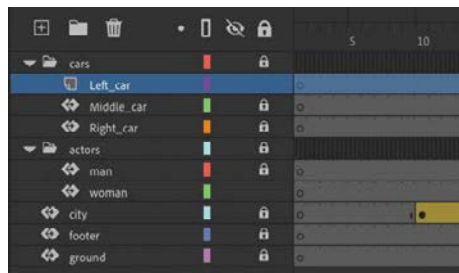 5 10
cars
Left_car
Middle_car
Right_car
actors
man
woman
city
footer
ground